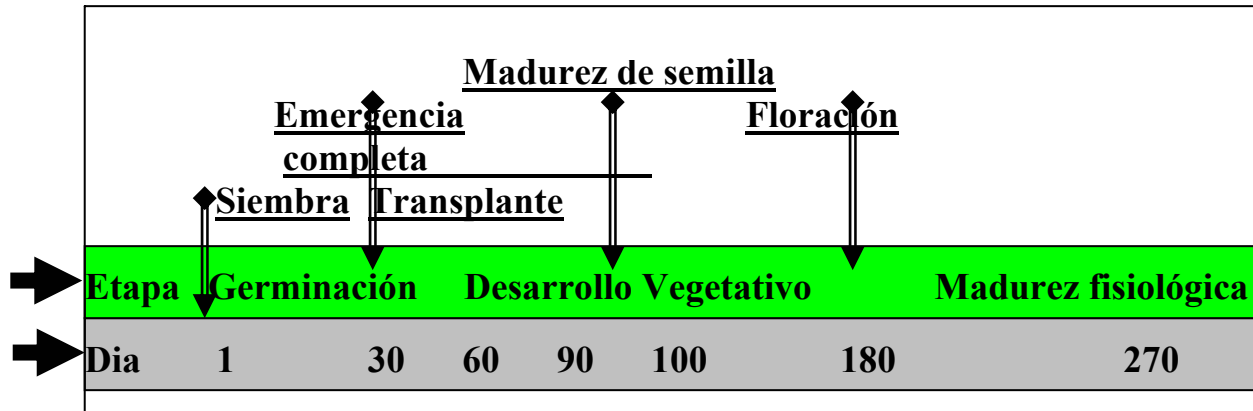 Madurez de semilla
Emergencia Floración
completa
Siembra Transplante
Etapa Germinación Desarrollo Vegetativo Madurez fisiológica
Dia 1 30 60 90 100 180 270